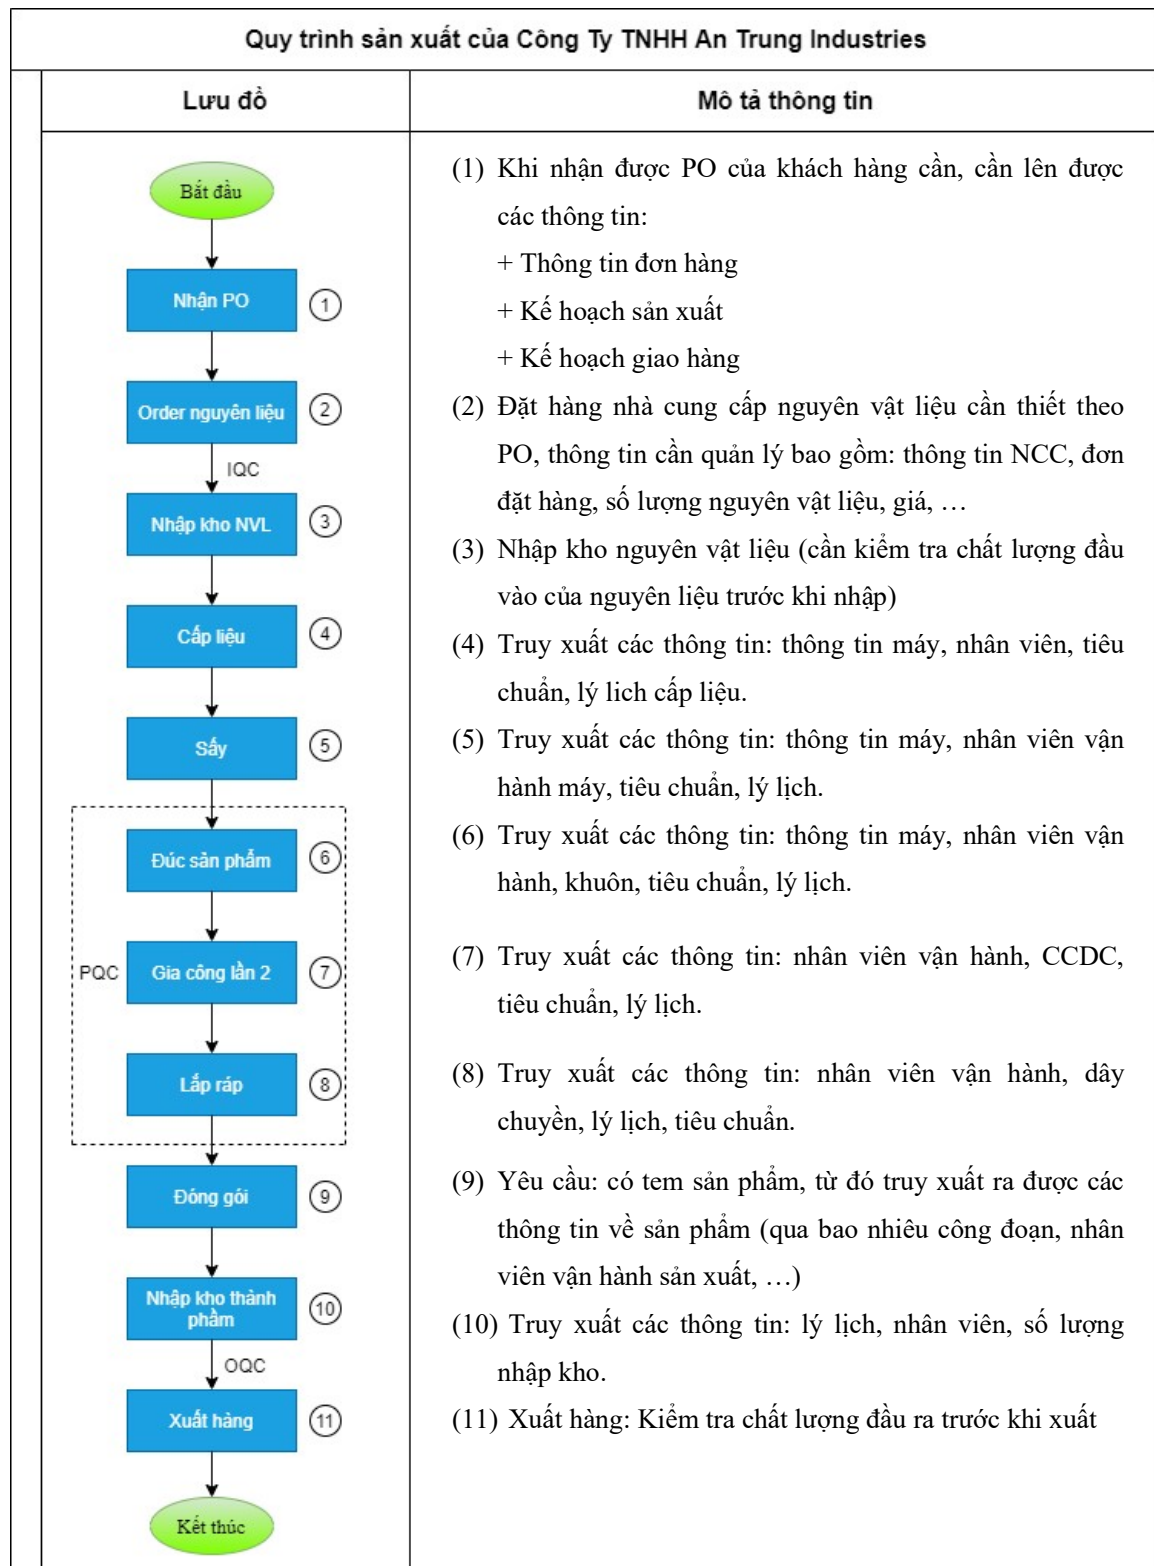 Quy trình sản xuất của Công Ty TNHH An Trung Industries
Lưu đồ
Mô tả thông tin
Bắt đầu
Nhận PO
1
Order nguyên liệu
2
IQC
Nhập kho NVL
3
Cấp liệu
4
Sấy
5
Đúc sản phẩm
6
PQC
Gia công lần 2
7
Lắp ráp
8
Đóng gói
9
Nhập kho thành
phẩm
10
OQC
Xuất hàng
11
Kết thúc
(1) Khi nhận được PO của khách hàng cần, cần lên được
các thông tin:
+ Thông tin đơn hàng
+ Kế hoạch sản xuất
+ Kế hoạch giao hàng
(2) Đặt hàng nhà cung cấp nguyên vật liệu cần thiết theo
PO, thông tin cần quản lý bao gồm: thông tin NCC, đơn
đặt hàng, số lượng nguyên vật liệu, giá, …
(3) Nhập kho nguyên vật liệu (cần kiểm tra chất lượng đầu
vào của nguyên liệu trước khi nhập)
(4) Truy xuất các thông tin: thông tin máy, nhân viên, tiêu
chuẩn, lý lich cấp liệu.
(5) Truy xuất các thông tin: thông tin máy, nhân viên vận
hành máy, tiêu chuẩn, lý lịch.
(6) Truy xuất các thông tin: thông tin máy, nhân viên vận
hành, khuôn, tiêu chuẩn, lý lịch.
(7) Truy xuất các thông tin: nhân viên vận hành, CCDC,
tiêu chuẩn, lý lịch.
(8) Truy xuất các thông tin: nhân viên vận hành, dây
chuyền, lý lịch, tiêu chuẩn.
(9) Yêu cầu: có tem sản phẩm, từ đó truy xuất ra được các
thông tin về sản phẩm (qua bao nhiêu công đoạn, nhân
viên vận hành sản xuất, …)
(10) Truy xuất các thông tin: lý lịch, nhân viên, số lượng
nhập kho.
(11) Xuất hàng: Kiểm tra chất lượng đầu ra trước khi xuất